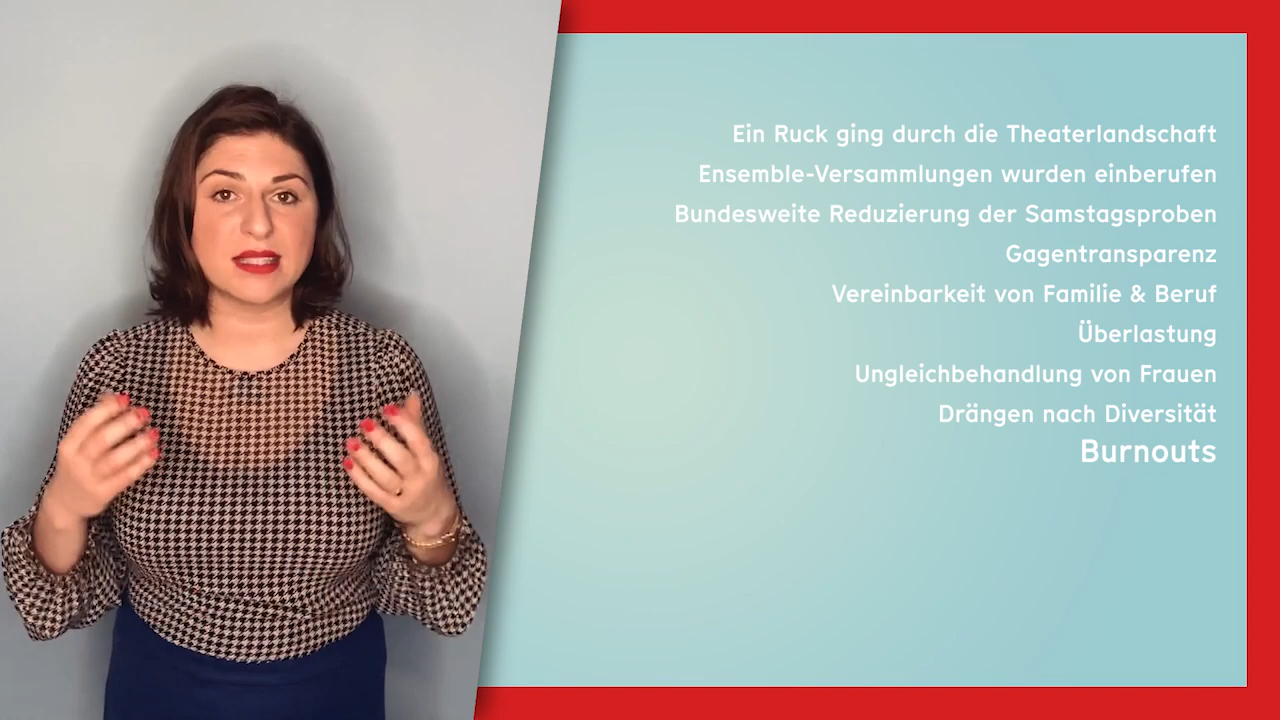 Ein Ruck ging durch die Theaterlandschaft
Ensemble-Versammlungen wurden einberufen
Bundesweite Reduzierung der Samstagsproben
Gagentransparenz
Vereinbarkeit von Familie & Beruf
Überlastung
Ungleichbehandlung von Frauen
Drängen nach Diversität
Burnouts